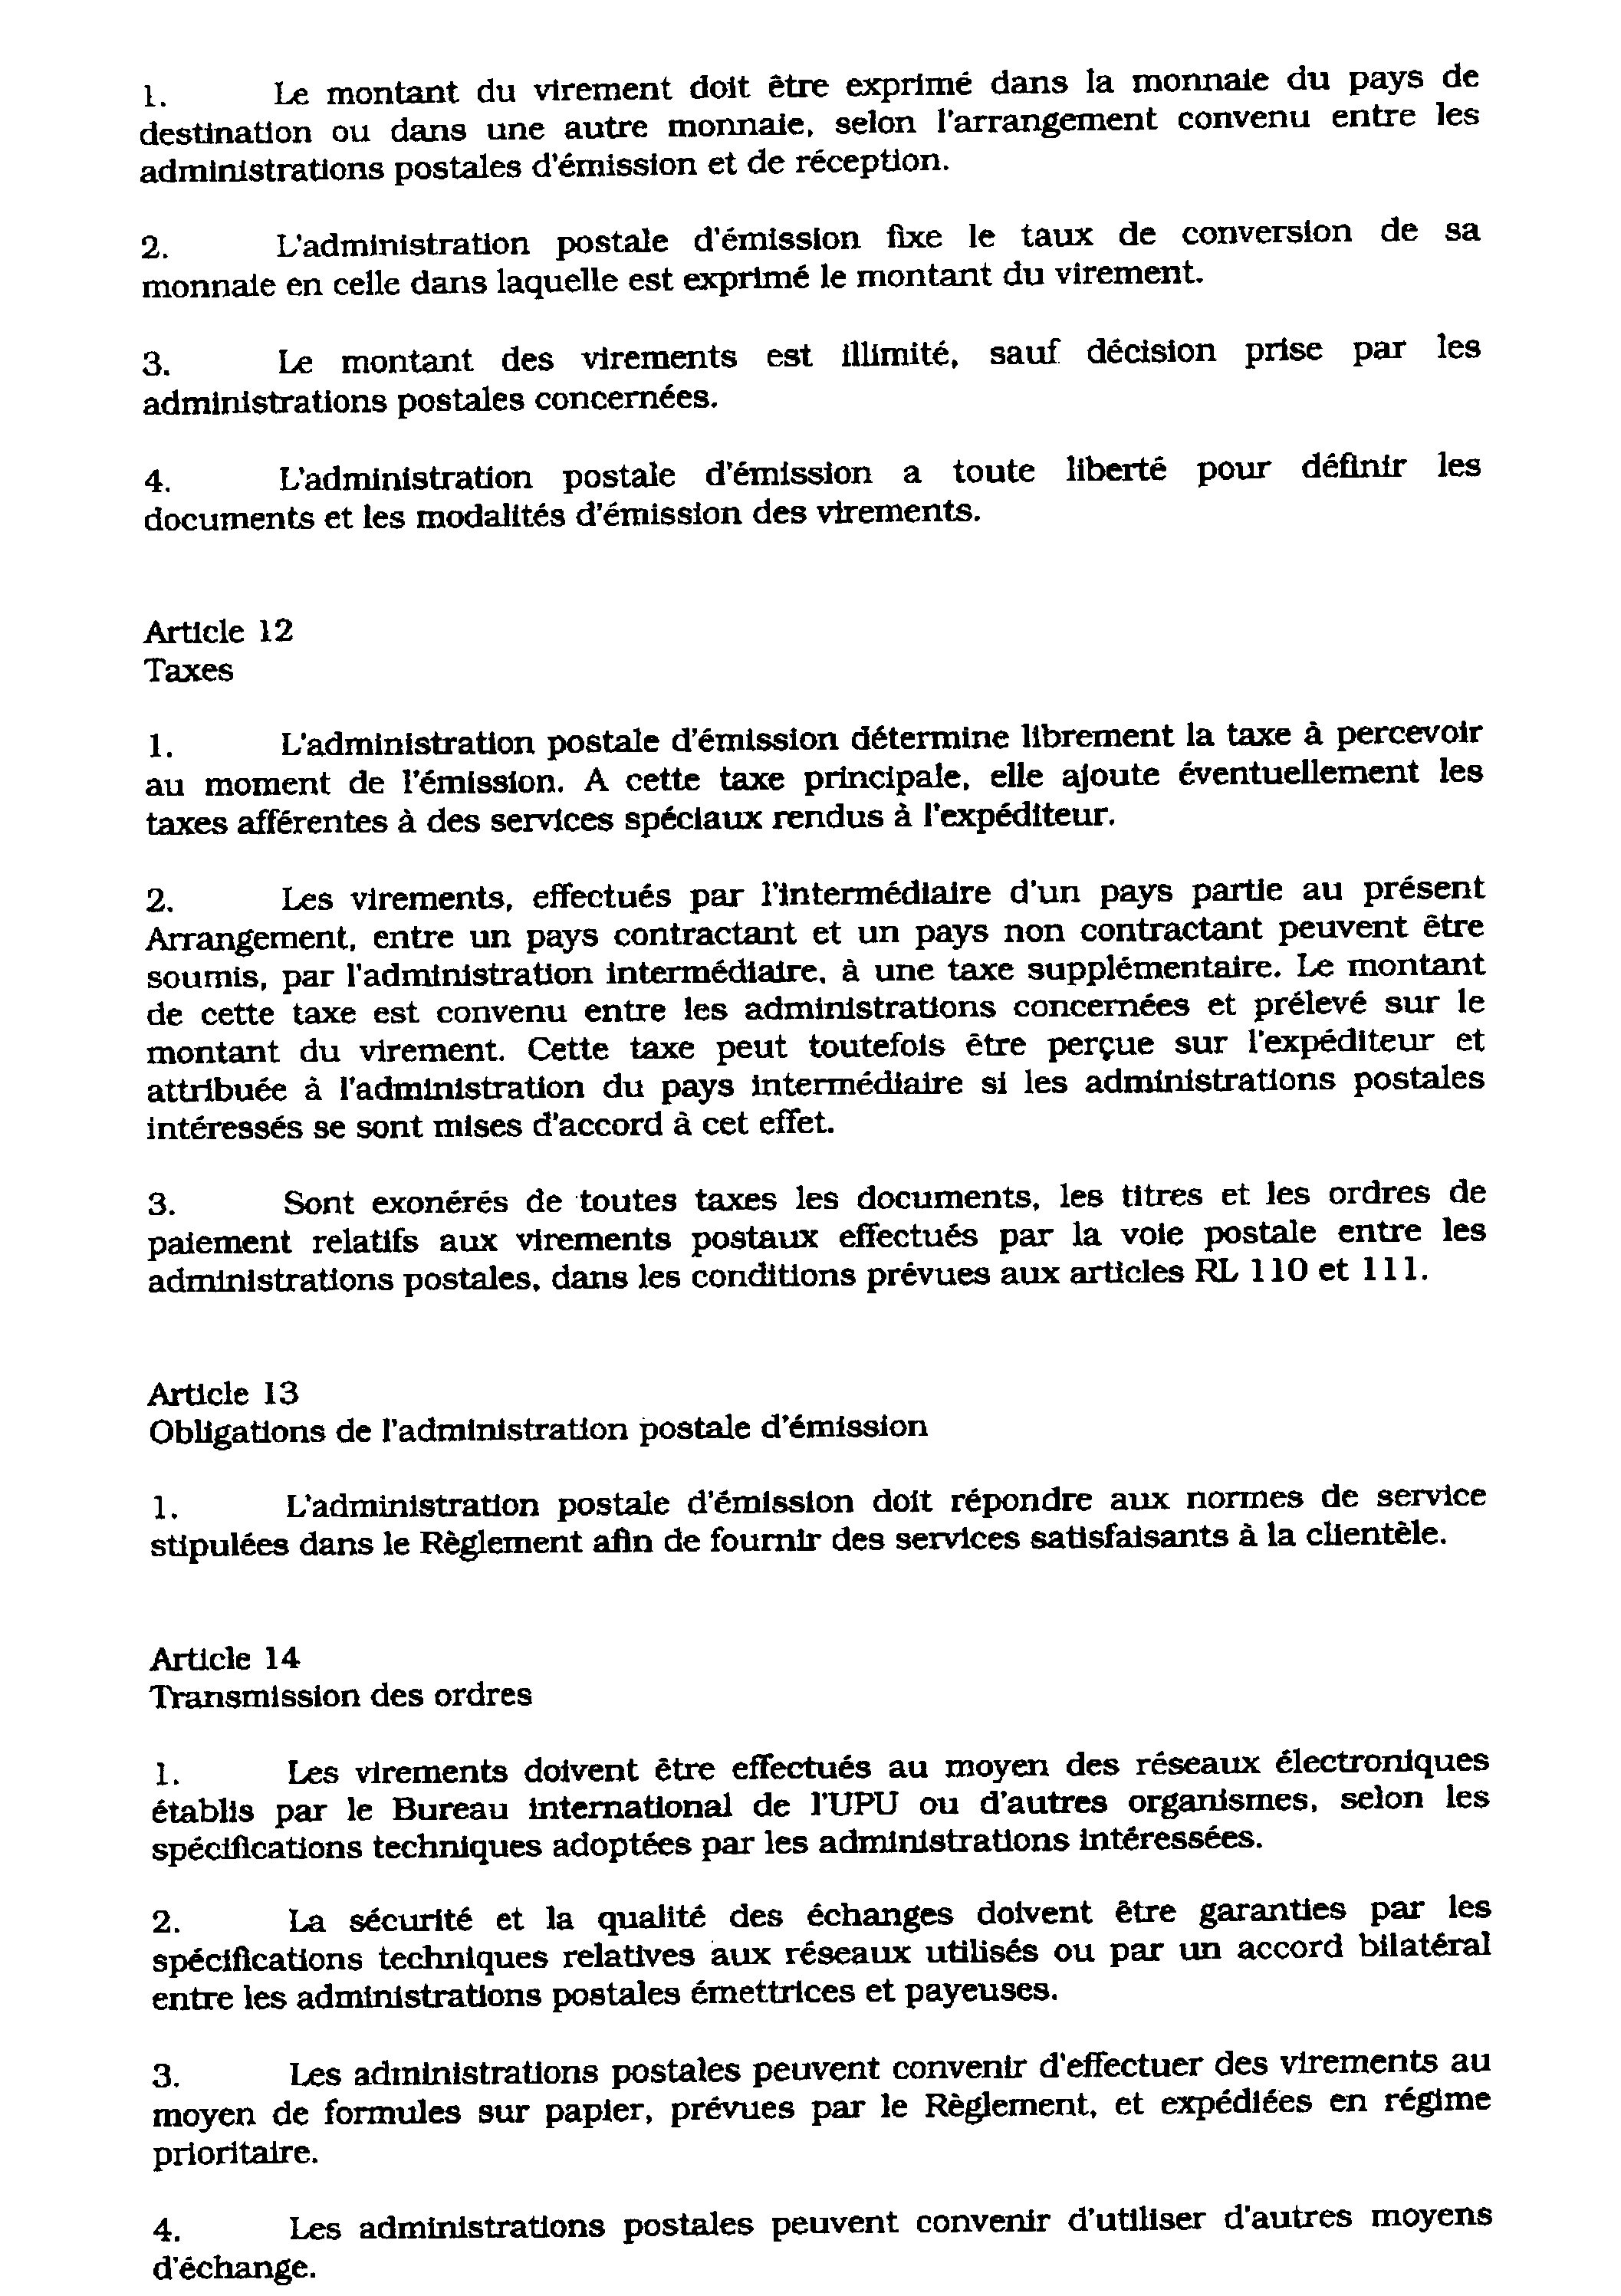 1. Le montant du virement doit être exprimé dans la monnaie du pays de
destination ou dans une autre monnaie, selon l'arrangement convenu entre les
administrations postales d'émission et de réception.
2. L'administration postale d'émission fixe le taux de conversion de sa
monnaie en celle dans laquelle est exprimé le montant du virement.
3. Le montant des virements est illimité, sauf décision prise par les
administrations postales concernées.
4. L'administration postale d'émission a toute liberté pour définir les
documents et les modalités d'émission des virements.
Article 12
Taxes
1. L'administration postale d'émission détermine librement la taxe à percevoir
au moment de l'émission. A cette taxe principale, elle ajoute éventuellement les
taxes afférentes à des services spéciaux rendus à l'expéditeur.
2. Les virements, effectués par l'intermédiaire d'un pays partie au présent
Arrangement, entre un pays contractant et un pays non contractant peuvent être
soumis, par l'administration intermédiaire, à une taxe supplémentaire. Le montant
de cette taxe est convenu entre les administrations concernées et prélevé sur le
montant du virement. Cette taxe peut toutefois être perçue sur l'expéditeur et
attribuée à l'administration du pays intermédiaire si les administrations postales
intéressés se sont mises d'accord à cet effet.
3. Sont exonérés de toutes taxes les documents, les titres et les ordres de
paiement relatifs aux virements postaux effectués par la voie postale entre les
administrations postales, dans les conditions prévues aux articles RL 110 et 111.
Article 13
Obligations de l'administration postale d'émission
1. L'administration postale d'émission doit répondre aux normes de service
stipulées dans le Règlement afin de fournir des services satisfaisants à la clientèle.
Article 14
Transmission des ordres
1. Les virements doivent être effectués au moyen des réseaux électroniques
établis par le Bureau international de l'UPU ou d'autres organismes, selon les
spécifications techniques adoptées par les administrations intéressées.
2. La sécurité et la qualité des échanges doivent être garanties par les
spécifications techniques relatives aux réseaux utilisés ou par un accord bilatéral
entre les administrations postales émettrices et payeuses.
3. Les administrations postales peuvent convenir d'effectuer des virements au
moyen de formules sur papier, prévues par le Règlement, et expédiées en régime
prioritaire.
4. Les administrations postales peuvent convenir d'utiliser d'autres moyens
d'échange.